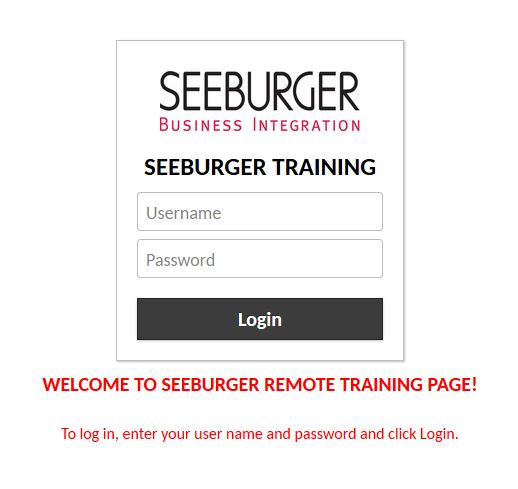 SEEBURGER
BUSINESS INTEGRATION
SEEBURGER TRAINING
Username
Password
Login
WELCOME TO SEEBURGER REMOTE TRAINING PAGE!
To log in, enter your user name and password and click Login.